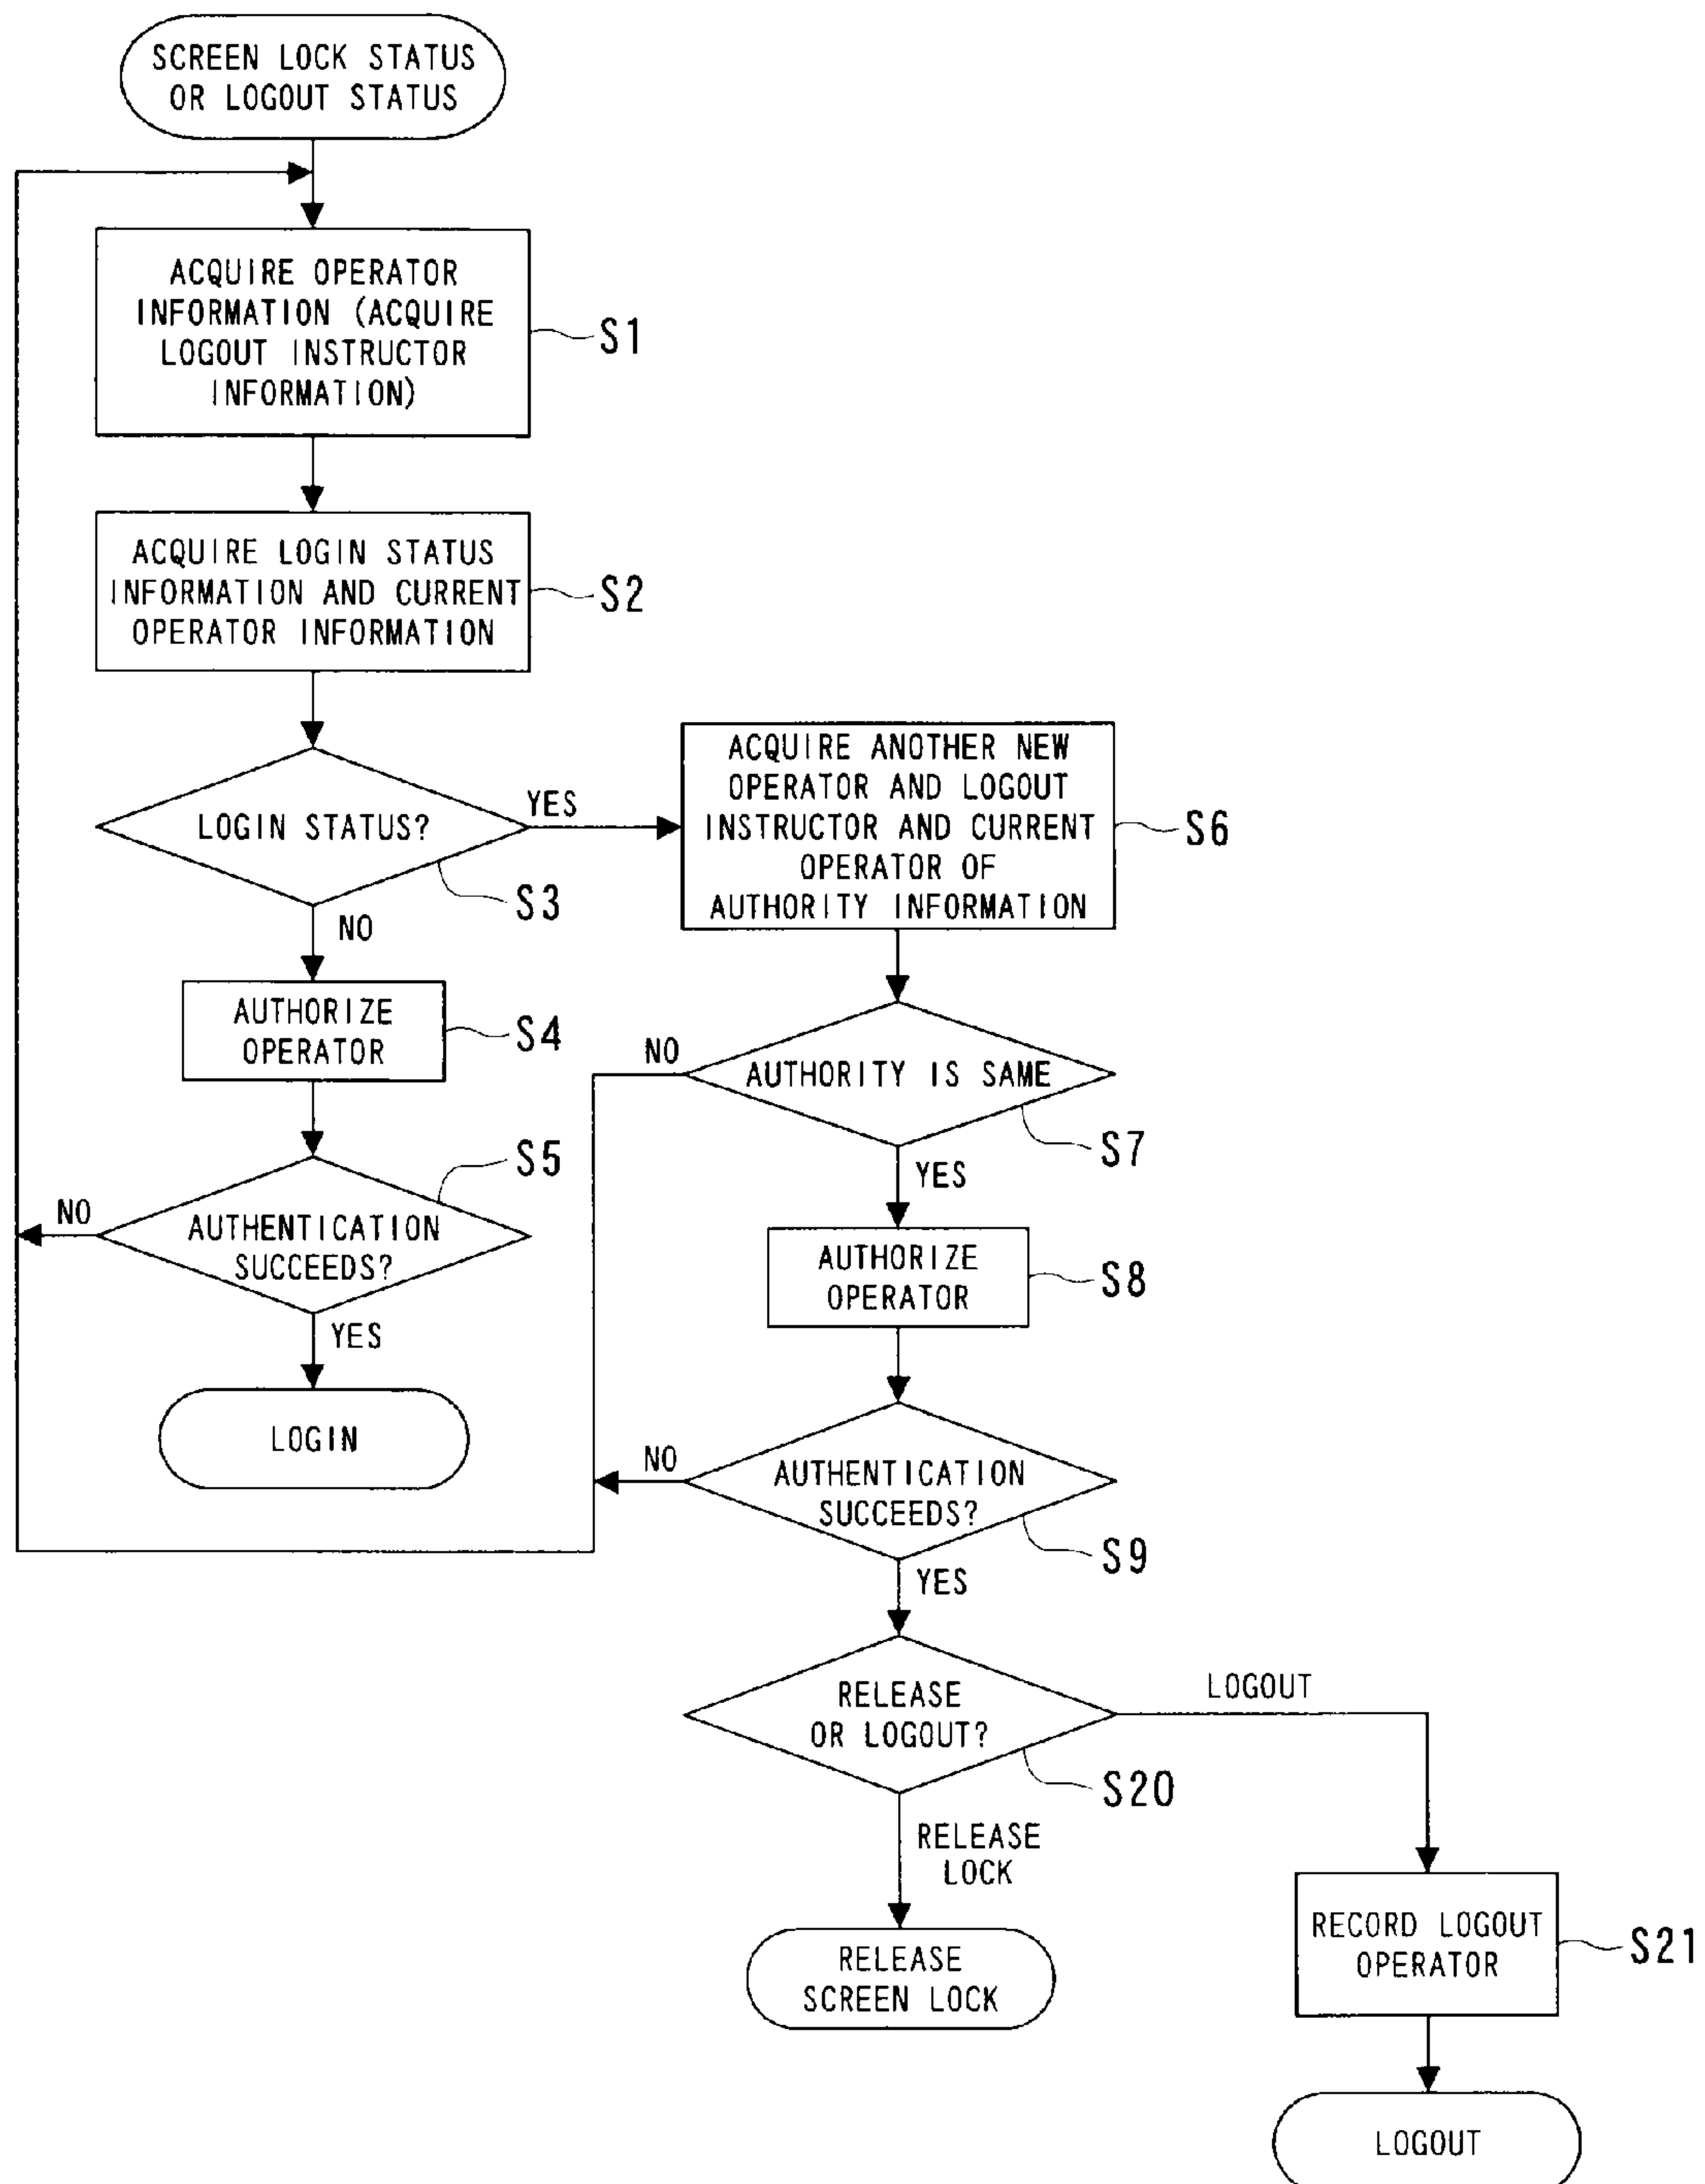 SCREEN LOCK STATUS
OR LOGOUT STATUS
ACQUIRE OPERATOR
INFORMATION (ACQUIRE
LOGOUT INSTRUCTOR
INFORMATION)
S1
ACQUIRE LOGIN STATUS
INFORMATION AND CURRENT
OPERATOR INFORMATION
S2
LOGIN STATUS?
S3
YES
NO
ACQUIRE ANOTHER NEW
OPERATOR AND LOGOUT
INSTRUCTOR AND CURRENT
OPERATOR OF
AUTHORITY INFORMATION
S6
AUTHORIZE
OPERATOR
S4
AUTHENTICATION
SUCCEEDS?
S5
NO
YES
LOGIN
AUTHORITY IS SAME
S7
NO
YES
AUTHORIZE
OPERATOR
S8
AUTHENTICATION
SUCCEEDS?
S9
NO
YES
RELEASE
OR LOGOUT?
S20
LOGOUT
RELEASE
LOCK
RELEASE
SCREEN LOCK
RECORD LOGOUT
OPERATOR
S21
LOGOUT